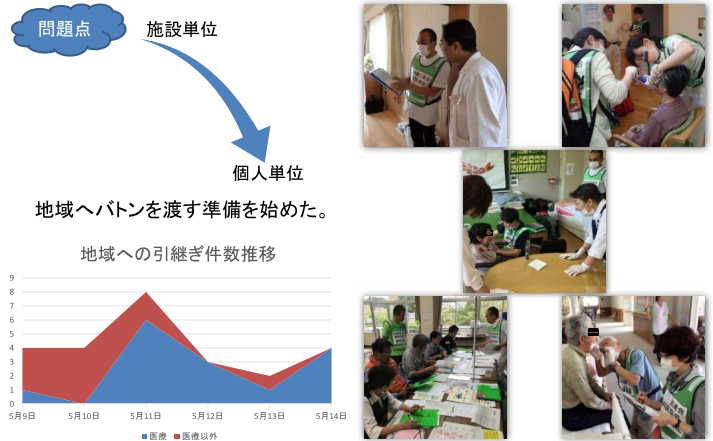 問題点
施設単位
個人単位
地域へバトンを渡す準備を始めた。
地域への引継ぎ件数推移
9
8
7
6
5
4
3
2
1
0
5月9日 5月10日 5月11日 5月12日 5月13日 5月14日
医療 医療以外